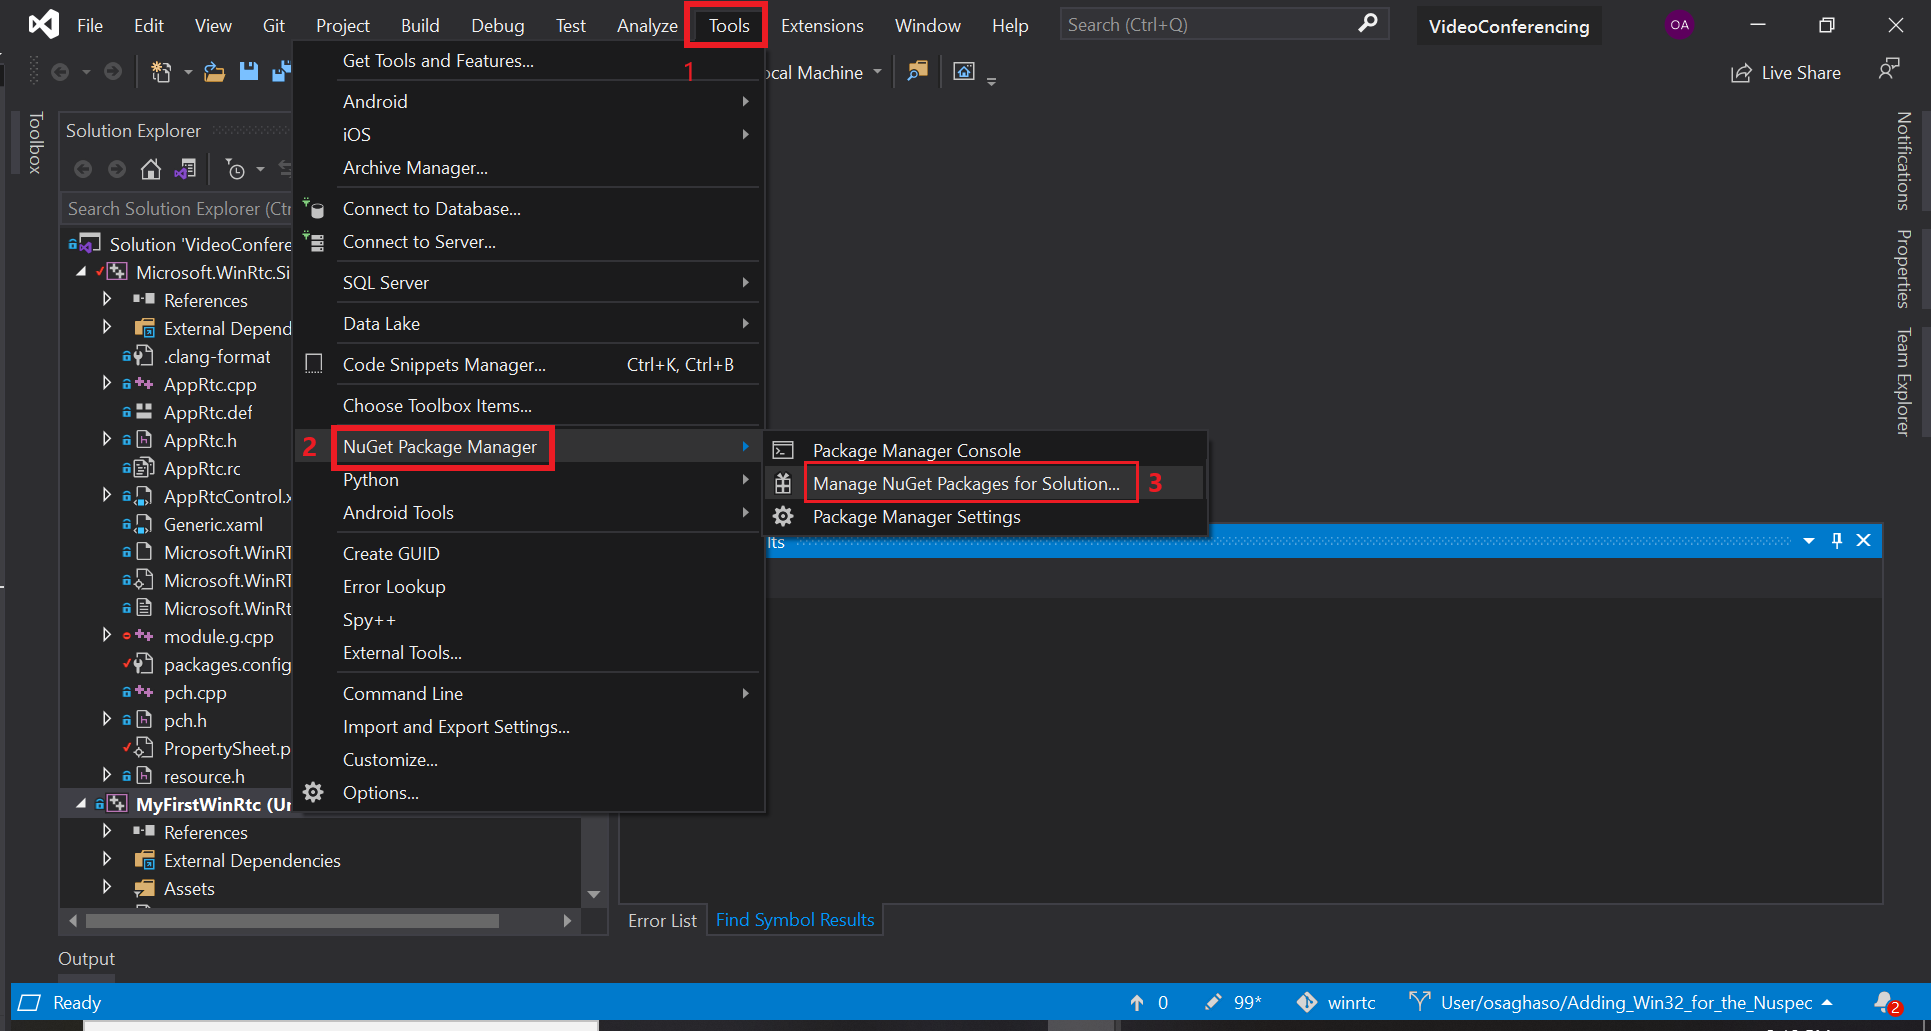 File View Git Project Build Debug Test Analyze Tools Extensions Window Help Search (Ctrl+Q) VideoConferencing OA
1
ocal Machine Live Share
Toolbox
Solution Explorer
Search Solution Explorer (Ctr
Solution 'VideoConfere
Microsoft.WinRtc.Si
References
External Depend
.clang-format
AppRtc.cpp
AppRtc.def
AppRtc.h
AppRtc.rc
AppRtcControl.x
Generic.xaml
Microsoft.WinRT
Microsoft.WinRT
Microsoft.WinRt
module.g.cpp
packages.config
pch.cpp
pch.h
PropertySheet.p
resource.h
MyFirstWinRtc (Un
References
External Dependencies
Assets
Get Tools and Features...
Android
iOS
Archive Manager...
Connect to Database...
Connect to Server...
SQL Server
Data Lake
Code Snippets Manager... Ctrl+K, Ctrl+B
Choose Toolbox Items...
2 NuGet Package Manager
Python
Android Tools
Create GUID
Error Lookup
Spy++
External Tools...
Command Line
Import and Export Settings...
Customize...
Options...
Package Manager Console
Manage NuGet Packages for Solution... 3
Package Manager Settings
lts
Notifications
Properties
Team Explorer
Error List Find Symbol Results
Output
Ready 0 99* winrtc User/osaghaso/Adding_Win32_for_the_Nuspec 2